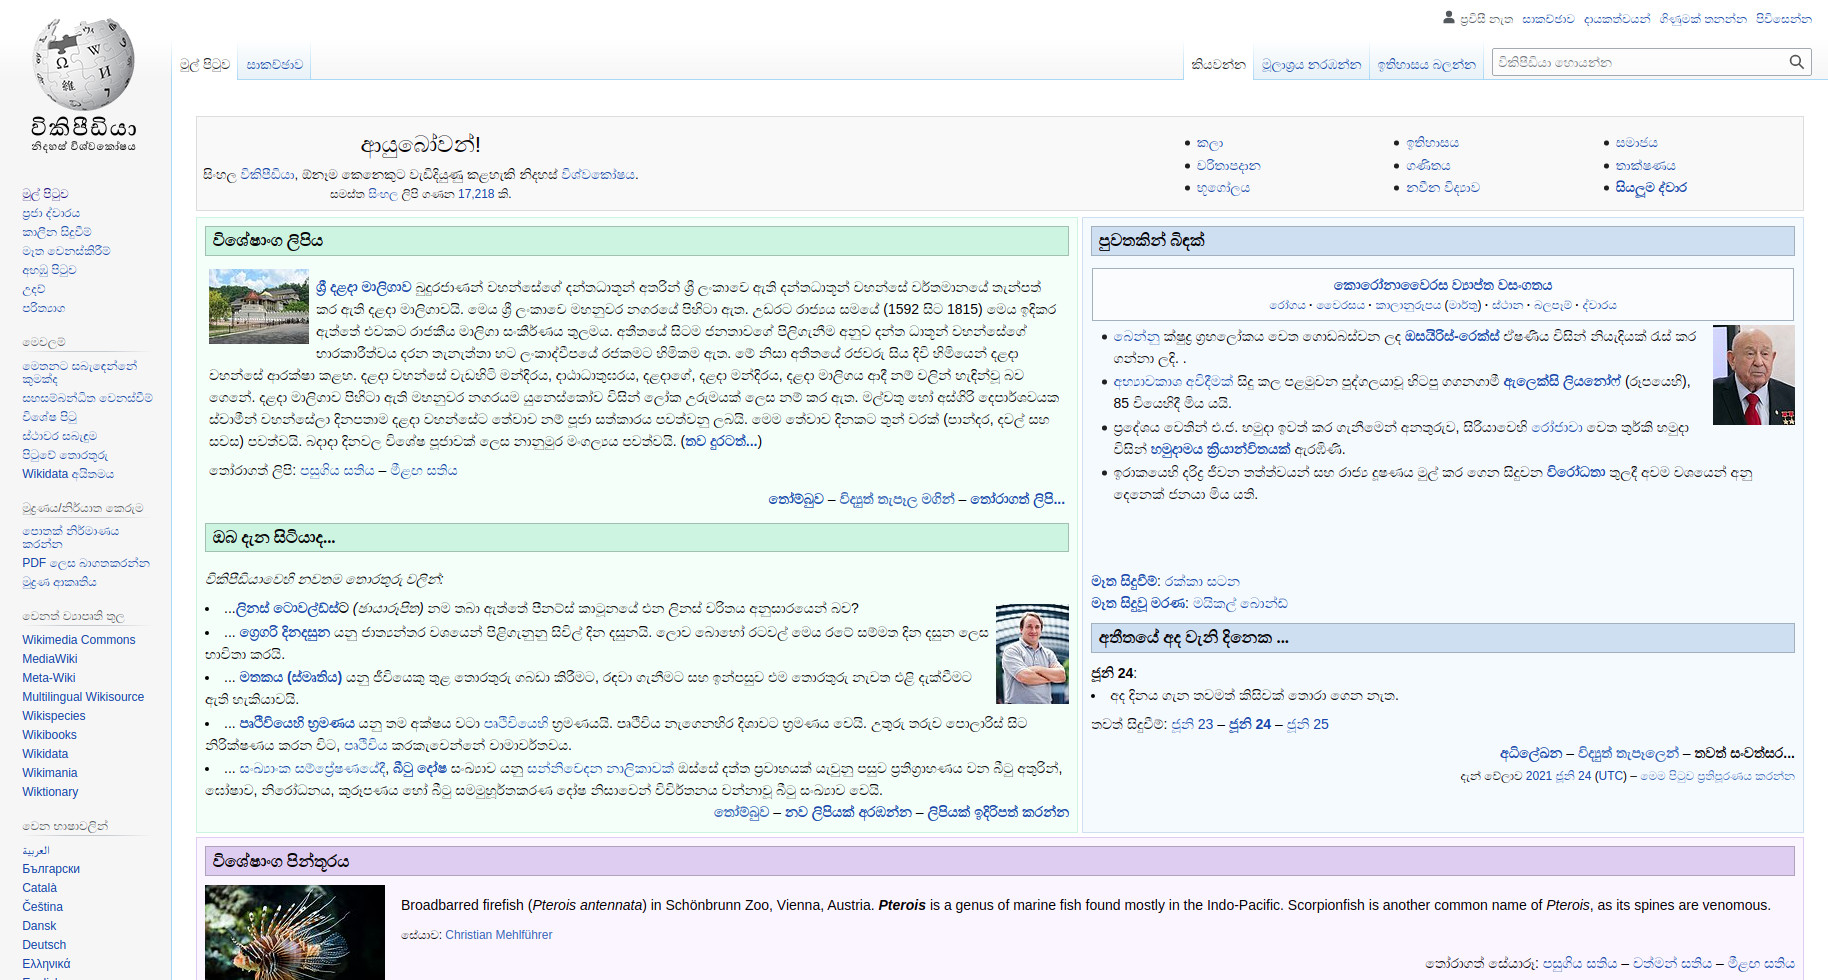 ප්‍රවිසී නැත සාකච්ඡාව දායකත්වයන් ගිණුමක් තනන්න පිවිසෙන්න
මුල් පිටුව සාකච්ඡාව කියවන්න මූලාශ්‍රය නරඹන්න ඉතිහාසය බලන්න විකිපීඩියා හොයන්න
විකිපීඩියා
නිදහස් විශ්වකෝෂය
මුල් පිටුව
ප්‍රජා ද්වාරය
කාලීන සිදුවීම්
මෑත වෙනස්කිරීම්
අහඹු පිටුව
උදව්
පරිත්‍යාග
මෙවලම්
මෙතනට සබැඳෙන්නේ
කුමක්ද
සහසම්බන්ධිත වෙනස්වීම්
විශේෂ පිටු
ස්ථාවර සබැඳුම
පිටුවේ තොරතුරු
Wikidata අයිතමය
මුද්‍රණය/නිර්යාත කෙරුම
පොතක් නිර්මාණය
කරන්න
PDF ලෙස බාගතකරන්න
මුද්‍රණ ආකෘතිය
වෙනත් ව්‍යාපෘති තුල
Wikimedia Commons
MediaWiki
Meta-Wiki
Multilingual Wikisource
Wikispecies
Wikibooks
Wikidata
Wikimania
Wiktionary
වෙන භාෂාවලින්
العربية
Български
Català
Čeština
Dansk
Deutsch
Ελληνικά
ආයුබෝවන්!
සිංහල විකිපීඩියා, ඕනෑම කෙනෙකුට වැඩිදියුණු කළහැකි නිදහස් විශ්වකෝෂය.
සමස්ත සිංහල ලිපි ගණන 17,218 කි.
කලා ඉතිහාසය සමාජය
චරිතාපදාන ගණිතය තාක්ෂණය
භූගෝලය නවීන විද්‍යාව සියලූම ද්වාර
විශේෂාංග ලිපිය
ශ්‍රී දළදා මාලිගාව බුදුරජාණන් වහන්සේගේ දන්තධාතූන් අතරින් ශ්‍රී ලංකාවෙ ඇති දන්තධාතූන් වහන්සේ වර්තමානයේ තැන්පත්
කර ඇති දළදා මාලිගාවයි. මෙය ශ්‍රී ලංකාවෙ මහනුවර නගරයේ පිහිටා ඇත. උඩරට රාජ්‍ය සමයේ (1592 සිට 1815) මෙය ඉදිකර
ඇත්තේ එවකට රාජකීය මාලිගා සංකීර්ණය තුලමය. අතීතයේ සිටම ජනතාවගේ පිලිගැනීම අනුව දන්ත ධාතූන් වහන්සේගේ
භාරකාරීත්වය දරන තැනැත්තා හට ලංකාද්වීපයේ රජකමට හිමිකම ඇත. මේ නිසා අතීතයේ රජවරු සිය දිවි හිමියෙන් දළදා
වහන්සේ ආරක්ෂා කළහ. දළදා වහන්සේ වැඩහිටි මන්දිරය, දාඨාධාතුඝරය, දළදාගේ, දළදා මන්දිරය, දළදා මාලිගය ආදී නම් වලින් හැඳින්වූ බව
ගෙනේ. දළදා මාලිගාව පිහිටා ඇති මහනුවර නගරයම යුනෙස්කෝව විසින් ලෝක උරුමයක් ලෙස නම් කර ඇත. මල්වතු හෝ අස්ගිරි දෙපාර්ශවයක
ස්වාමීන් වහන්සේලා දිනපතාම දළදා වහන්සේට තේවාව නම් පූජා සත්කාරය පවත්වනු ලබයි. මෙම තේවාව දිනකට තුන් වරක් (පාන්දර, දවල් සහ
සවස) පවත්වයි. බදාදා දිනවල විශේෂ පූජාවක් ලෙස නානුමුර මංගල්‍යය පවත්වයි. (තව දුරටත්...)
තෝරාගත් ලිපි: පසුගිය සතිය – මීළඟ සතිය
තෝම්බුව – විද්‍යුත් තැපෑල මගින් – තෝරාගත් ලිපි...
ඔබ දැන සිටියාද...
විකිපීඩියාවෙහි නවතම තොරතුරු වලින්:
...ලිනස් ටොවල්ඩ්ස්ට (ඡායාරූපිත) නම තබා ඇත්තේ පීනට්ස් කාටූනයේ එන ලිනස් චරිතය අනුසාරයෙන් බව?
... ග්‍රෙගරි දිනදසුන යනු ජාත්‍යන්තර වශයෙන් පිළිගැනුනු සිවිල් දින දසුනයි. ලොව බොහෝ රටවල් මෙය රටේ සම්මත දින දසුන ලෙස
භාවිතා කරයි.
... මතකය (ස්මෘතිය) යනු ජීවියෙකු තුළ තොරතුරු ගබඩා කිරීමට, රඳවා ගැනීමට සහ ඉන්පසුව එම තොරතුරු නැවත එළි දැක්වීමට
ඇති හැකියාවයි.
... පෘථිවියෙහි භ්‍රමණය යනු තම අක්ෂය වටා පෘථිවියෙහි භ්‍රමණයයි. පෘථිවිය නැගෙනහිර දිශාවට භ්‍රමණය වෙයි. උතුරු තරුව පොලාරිස් සිට
නිරීක්ෂණය කරන විට, පෘථිවිය කරකැවෙන්නේ වාමාවර්තවය.
... සංඛ්‍යාංක සම්ප්‍රේෂණයේදී, බිටු දෝෂ සංඛ්‍යාව යනු සන්නිවේදන නාලිකාවක් ඔස්සේ දත්ත ප්‍රවාහයක් යැවුනු පසුව ප්‍රතිග්‍රාහණය වන බිටු අතුරින්,
ඝෝෂාව, නිරෝධනය, කුරූපණය හෝ බිටු සමමුහූර්තකරණ දෝෂ නිසාවෙන් විචිර්තනය වන්නාවූ බිටු සංඛ්‍යාව වෙයි.
තෝම්බුව – නව ලිපියක් අරඹන්න – ලිපියක් ඉදිරිපත් කරන්න
පුවතකින් බිඳක්
කොරෝනාවෛරස ව්‍යාප්ත වසංගතය
රෝගය · වෛරසය · කාලානුරූපය (මාර්තු) · ස්ථාන · බලපෑම් · ද්වාරය
බෙන්නු ක්ෂුද්‍ර ග්‍රහලෝකය වෙත ගොඩබස්වන ලද ඔසයිරිස්-රෙක්ස් ඒෂණිය විසින් නියැදියක් රැස් කර
ගන්නා ලදි. .
අභ්‍යාවකාශ අවිදීමක් සිදු කල පළමුවන පුද්ගලයාවූ හිටපු ගගනගාමී ඇලෙක්සි ලියනෝෆ් (රූපයෙහි),
85 වියෙහිදී මිය යයි.
ප්‍රදේශය වෙතින් එ.ජ. හමුදා ඉවත් කර ගැනීමෙන් අනතුරුව, සිරියාවෙහි රෝජාවා වෙත තුර්කි හමුදා
විසින් හමුදාමය ක්‍රියාන්විතයක් ඇරඹිණි.
ඉරාකයෙහි දරිද්‍ර ජීවන තත්ත්වයන් සහ රාජ්‍ය දූෂණය මුල් කර ගෙන සිදුවන විරෝධතා තුලදී අවම වශයෙන් අනූ
දෙනෙක් ජනයා මිය යති.
මෑත සිදුවීම්: රක්කා සටන
මෑත සිදුවූ මරණ: මයිකල් බොන්ඩ්
අතීතයේ අද වැනි දිනෙක ...
ජූනි 24:
අද දිනය ගැන තවමත් කිසිවක් තොරා ගෙන නැත.
තවත් සිදුවීම්: ජූනි 23 – ජූනි 24 – ජූනි 25
අධිලේඛන – විද්‍යුත් තැපෑලෙන් – තවත් සංවත්සර...
දැන් වේලාව 2021 ජූනි 24 (UTC) – මෙම පිටුව ප්‍රතිපූරණය කරන්න
විශේෂාංග පින්තූරය
Broadbarred firefish (Pterois antennata) in Schönbrunn Zoo, Vienna, Austria. Pterois is a genus of marine fish found mostly in the Indo-Pacific. Scorpionfish is another common name of Pterois, as its spines are venomous.
සේයාව: Christian Mehlführer
තෝරාගත් සේයාරූ: පසුගිය සතිය – වත්මන් සතිය – මීළඟ සතිය